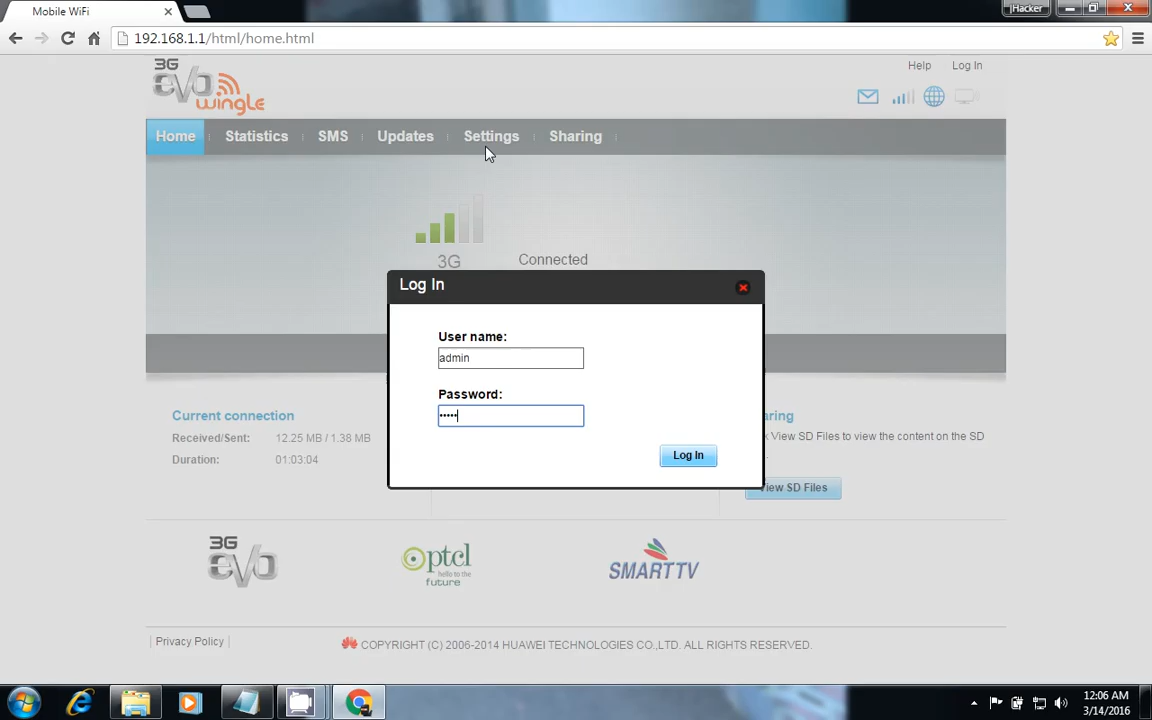 Mobile WiFi
jHacker
192.168.1.1/html/home.html
3G
evo
wingle
Help Log In
Home Statistics SMS Updates Settings Sharing
3G
Connected
Log In
User name:
admin
Password:
•••••
Log In
Current connection
Received/Sent: 12.25 MB / 1.38 MB
Duration: 01:03:04
aring
View SD Files to view the content on the SD
View SD Files
3G
evo
ptcl
hello to the
future
SMART TV
Privacy Policy
COPYRIGHT (C) 2006-2014 HUAWEI TECHNOLOGIES CO.,LTD. ALL RIGHTS RESERVED.
12:06 AM
3/14/2016